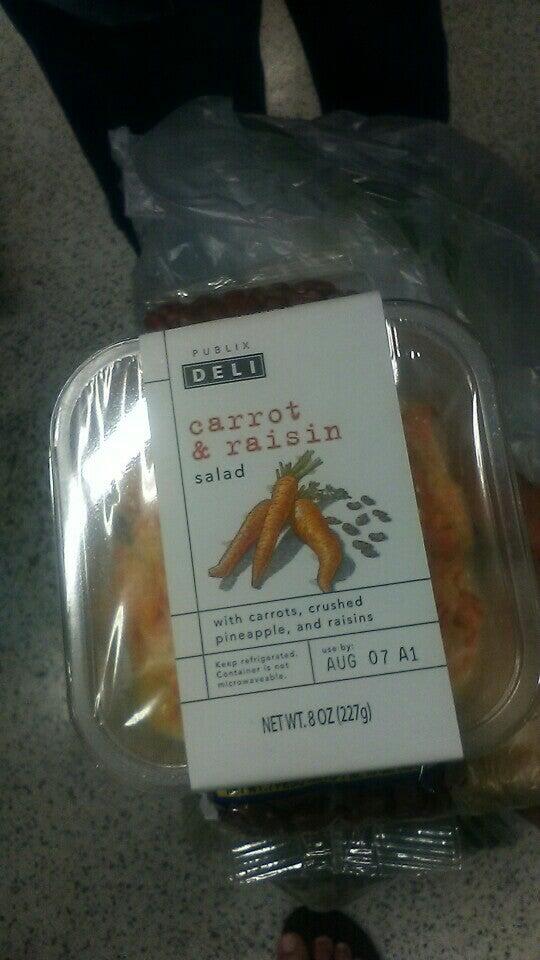 PUBLIX
DELI
carrot
& raisin
salad
with carrots, crushed
pineapple, and raisins
Keep refrigerated.
Container is not
microwaveable.
use by:
AUG 07 A1
NET WT. 8 OZ (227g)